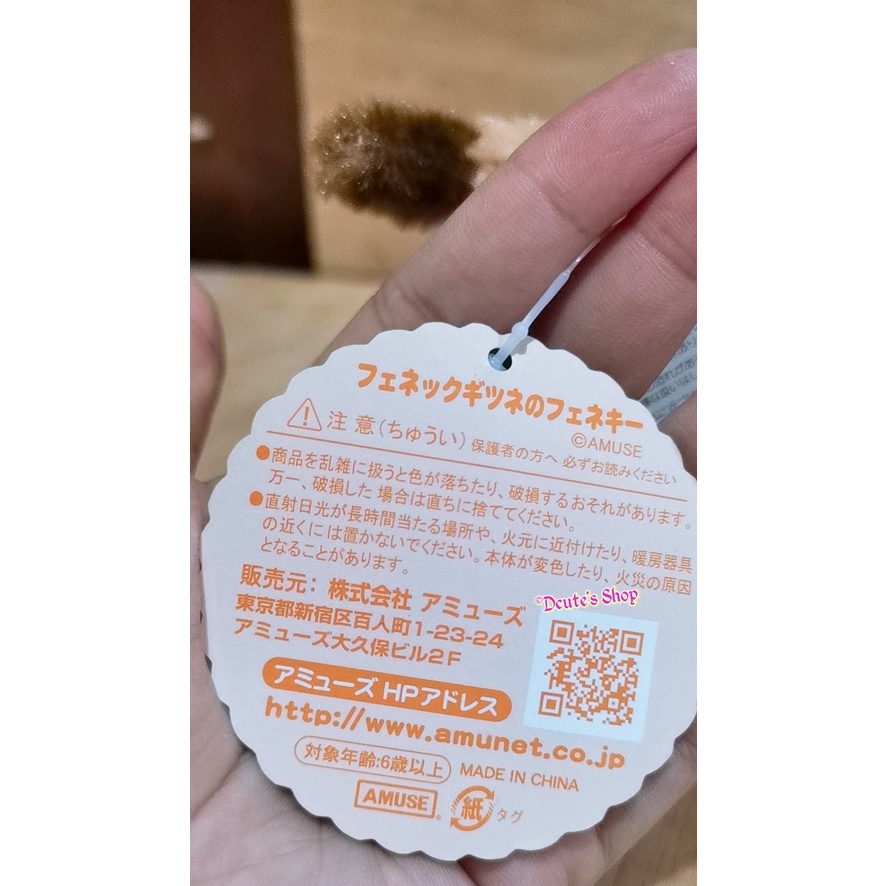 フェネックギツネのフェネキー
©AMUSE
注意(ちゅうい) 保護者の方へ 必ずお読みください
●商品を乱雑に扱うと色が落ちたり、破損するおそれがあります。
万一、破損した場合は直ちに捨ててください。
●直射日光が長時間当たる場所や、火元に近付けたり、暖房器具
の近くには置かないでください。本体が変色したり、火災の原因
となることがあります。
販売元：株式会社 アミューズ
©Dcute's Shop
東京都新宿区百人町1-23-24
アミューズ大久保ビル2F
アミューズ HPアドレス
http://www.amunet.co.jp
対象年齢:6歳以上 MADE IN CHINA
AMUSE 紙 タグ